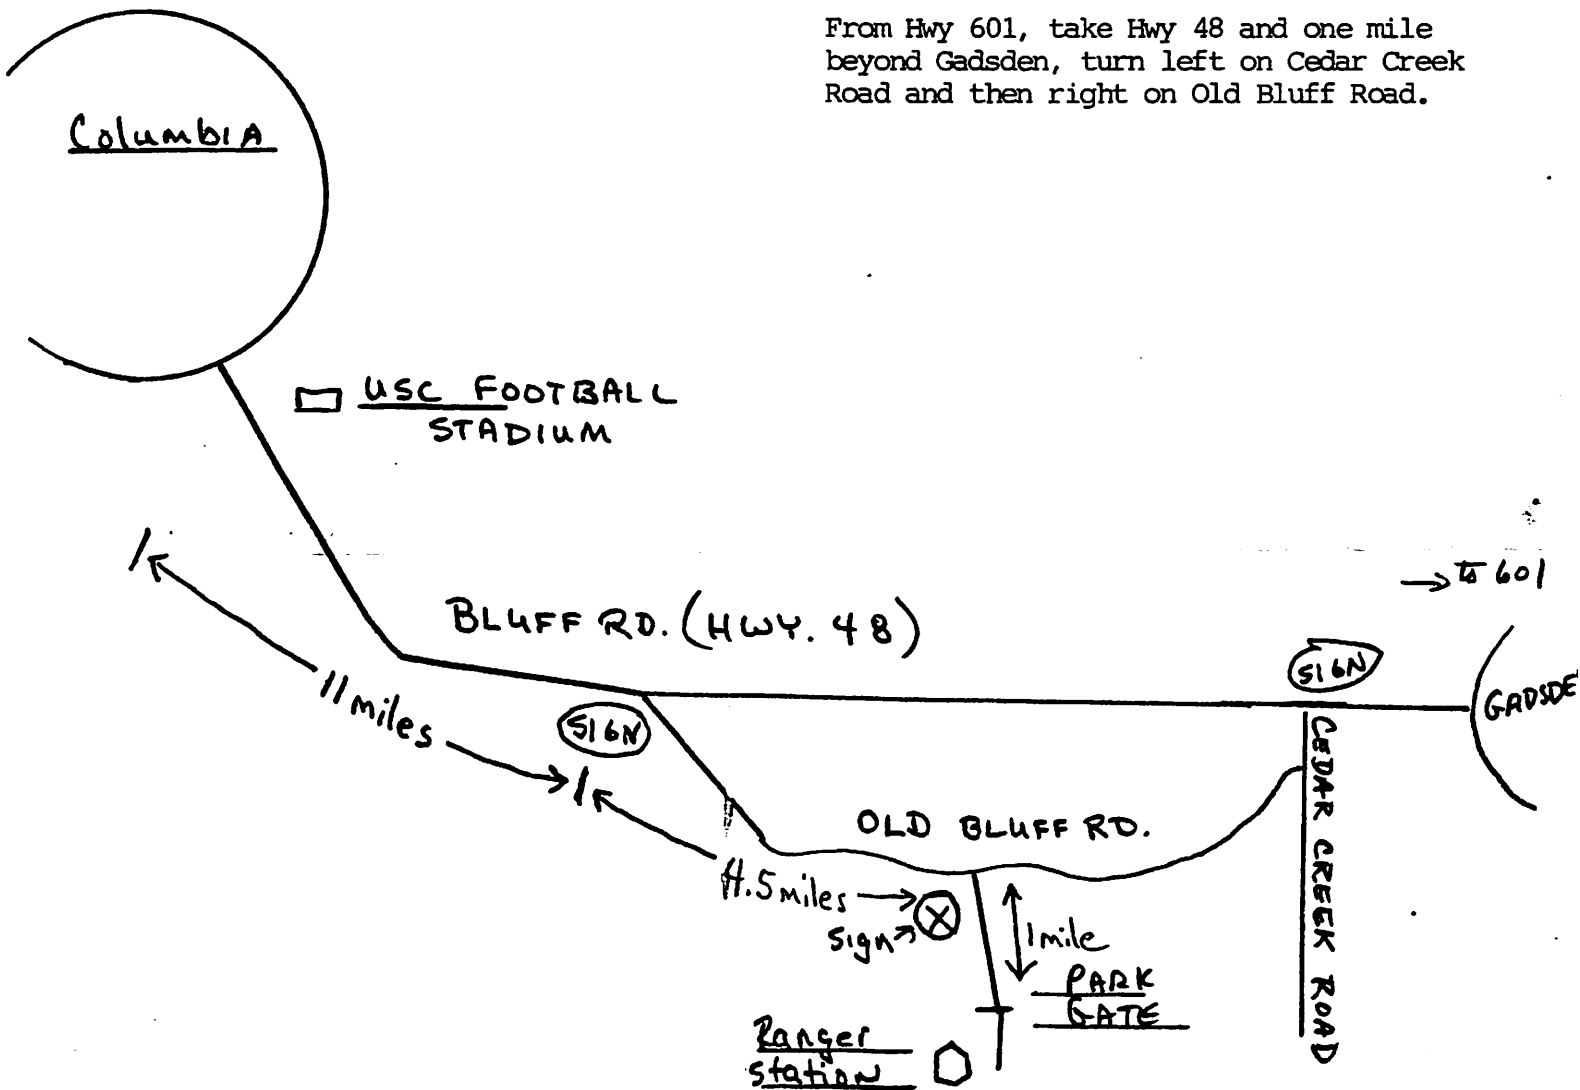 From Hwy 601, take Hwy 48 and one mile
beyond Gadsden, turn left on Cedar Creek
Road and then right on Old Bluff Road.
Columbia
USC FOOTBALL
STADIUM
→ to 601
BLUFF RD. (HWY. 48)
SIGN
GADSDE
11 miles
SIGN
CEDAR CREEK ROAD
OLD BLUFF RD.
4.5 miles
sign
1 mile
PARK
GATE
Ranger
station